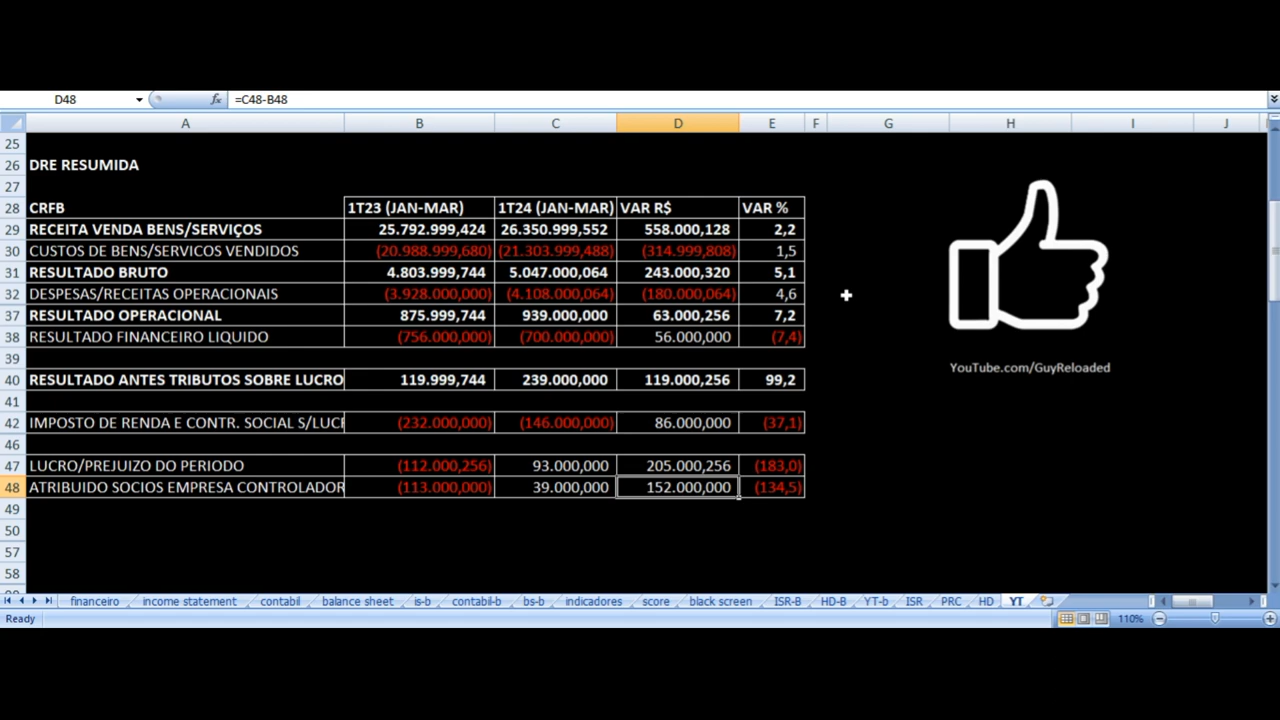 D48 fx =C48-B48
A B C D E F G H I J
25
26 DRE RESUMIDA
27
28 CRFB 1T23 (JAN-MAR) 1T24 (JAN-MAR) VAR R$ VAR %
29 RECEITA VENDA BENS/SERVIÇOS 25.792.999,424 26.350.999,552 558.000,128 2,2
30 CUSTOS DE BENS/SERVICOS VENDIDOS (20.988.999,680) (21.303.999,488) (314.999,808) 1,5
31 RESULTADO BRUTO 4.803.999,744 5.047.000,064 243.000,320 5,1
32 DESPESAS/RECEITAS OPERACIONAIS (3.928.000,000) (4.108.000,064) (180.000,064) 4,6
37 RESULTADO OPERACIONAL 875.999,744 939.000,000 63.000,256 7,2
38 RESULTADO FINANCEIRO LIQUIDO (756.000,000) (700.000,000) 56.000,000 (7,4)
39
40 RESULTADO ANTES TRIBUTOS SOBRE LUCRO 119.999,744 239.000,000 119.000,256 99,2
41
42 IMPOSTO DE RENDA E CONTR. SOCIAL S/LUCR (232.000,000) (146.000,000) 86.000,000 (37,1)
46
47 LUCRO/PREJUIZO DO PERIODO (112.000,256) 93.000,000 205.000,256 (183,0)
48 ATRIBUIDO SOCIOS EMPRESA CONTROLADOR (113.000,000) 39.000,000 152.000,000 (134,5)
49
50
57
58
YouTube.com/GuyReloaded
financeiro income statement contabil balance sheet is-b contabil-b bs-b indicadores score black screen ISR-B HD-B YT-b ISR PRC HD YT
Ready 110%